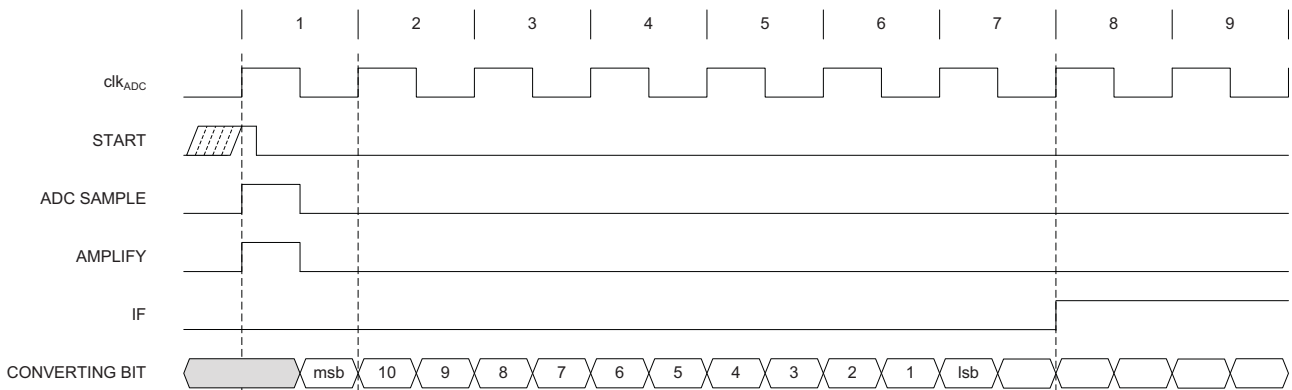 1 2 3 4 5 6 7 8 9
clkADC
START
ADC SAMPLE
AMPLIFY
IF
CONVERTING BIT msb 10 9 8 7 6 5 4 3 2 1 lsb